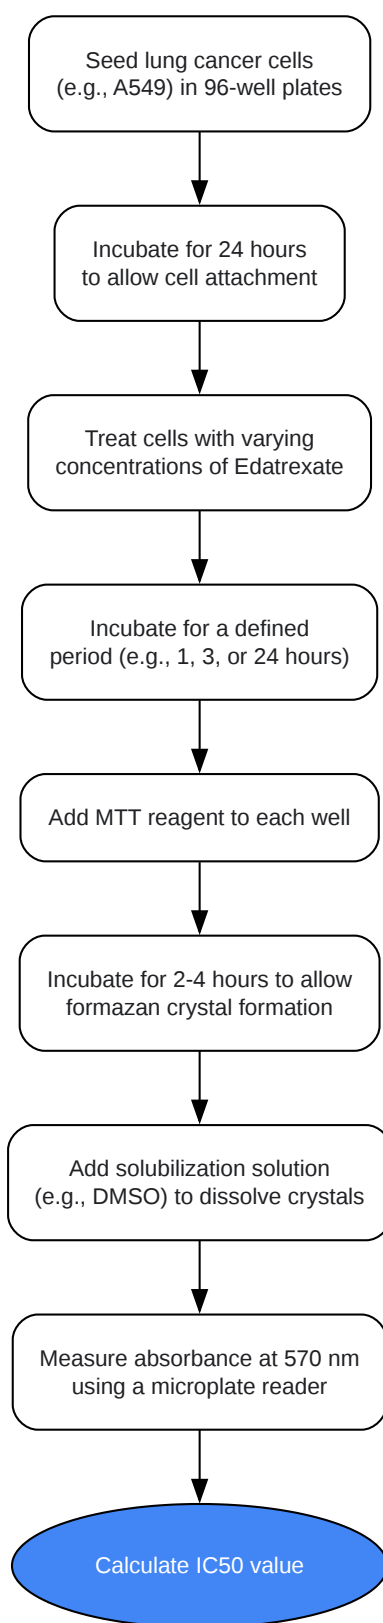 Seed lung cancer cells
(e.g., A549) in 96-well plates
Incubate for 24 hours
to allow cell attachment
Treat cells with varying
concentrations of Edatrexate
Incubate for a defined
period (e.g., 1, 3, or 24 hours)
Add MTT reagent to each well
Incubate for 2-4 hours to allow
formazan crystal formation
Add solubilization solution
(e.g., DMSO) to dissolve crystals
Measure absorbance at 570 nm
using a microplate reader
Calculate IC50 value